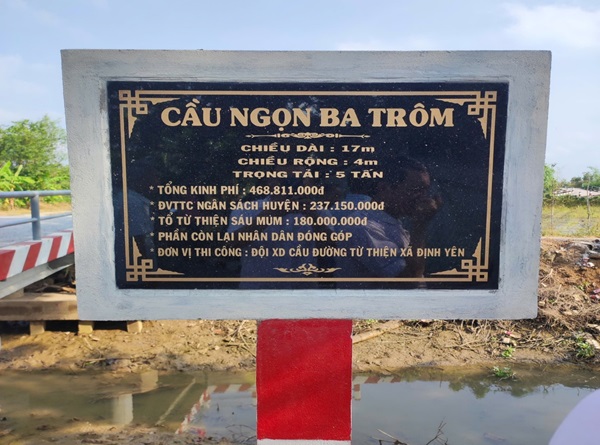 CẦU NGỌN BA TRÔM
CHIỀU DÀI : 17m
CHIỀU RỘNG : 4m
TRỌNG TẢI : 5 TẤN
* TỔNG KINH PHÍ : 468.811.000đ
* ĐVTTC NGÂN SÁCH HUYỆN : 237.150.000đ
* TỔ TỪ THIỆN SÁU MÙM : 180.000.000đ
* PHẦN CÒN LẠI NHÂN DÂN ĐÓNG GÓP
* ĐƠN VỊ THI CÔNG : ĐỘI XD CẦU ĐƯỜNG TỪ THIỆN XÃ ĐỊNH YÊN